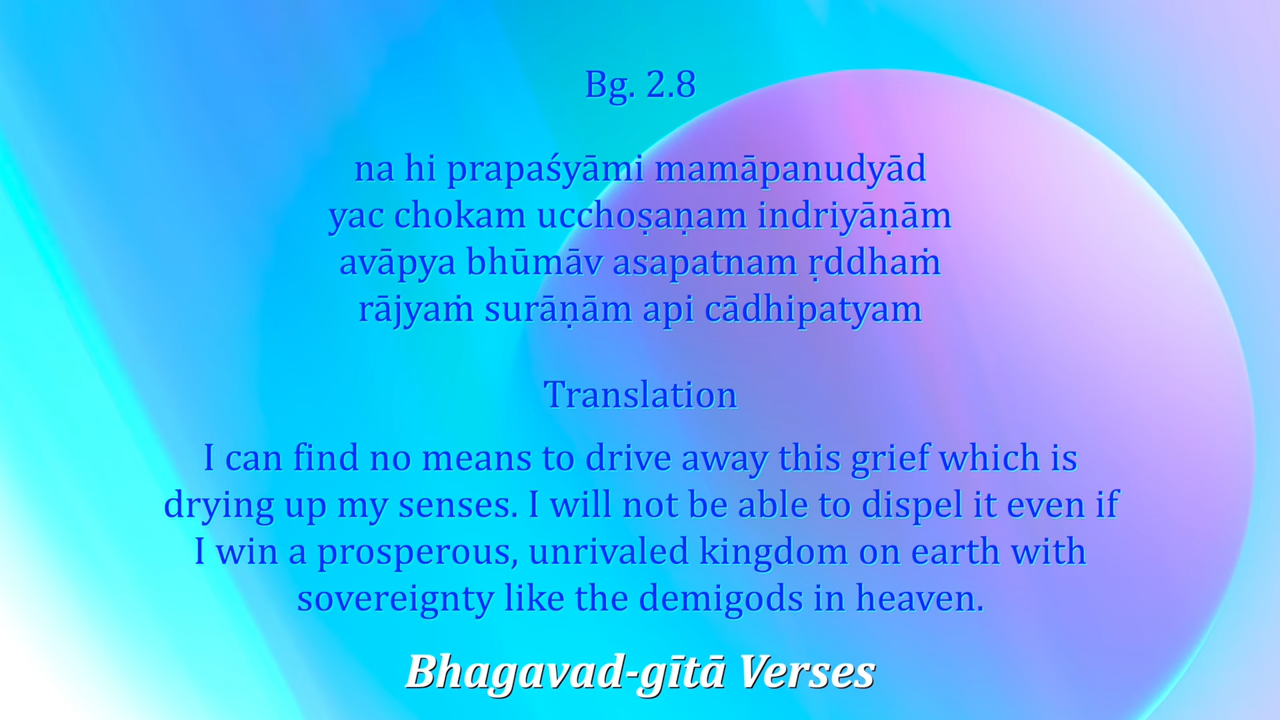 Bg. 2.8
na hi prapaśyāmi mamāpanudyād
yac chokam ucchoṣaṇam indriyāṇām
avāpya bhūmāv asapatnam ṛddhaṁ
rājyaṁ surāṇām api cādhipatyam
Translation
I can find no means to drive away this grief which is
drying up my senses. I will not be able to dispel it even if
I win a prosperous, unrivaled kingdom on earth with
sovereignty like the demigods in heaven.
Bhagavad-gītā Verses